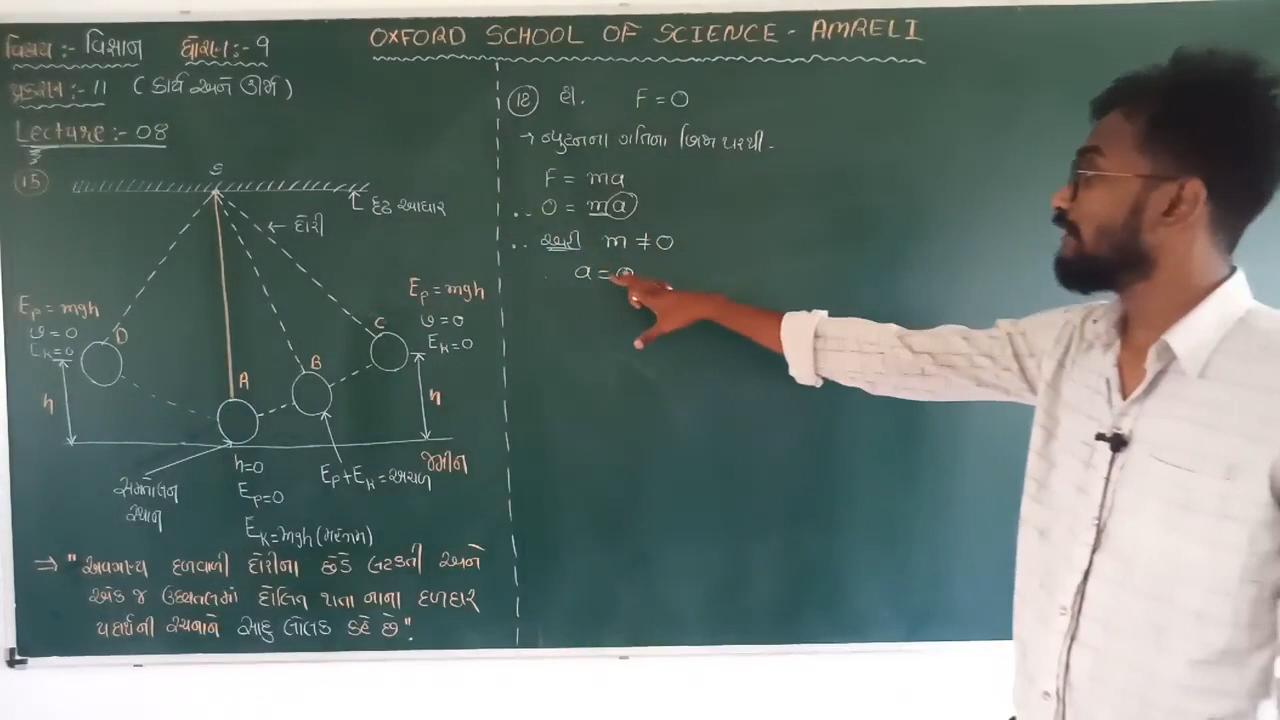 OXFORD SCHOOL OF SCIENCE - AMRELI
વિષય :- વિજ્ઞાન ધોરણ :- 9
પ્રકરણ :- 11 (કાર્ય અને ઊર્જા)
Lecture :- 08
15
S
દૃઢ આધાર
દોરી
Ep = mgh
υ = 0
EK = 0
D
h
A
B
C
Ep = mgh
υ = 0
EK = 0
h
જમીન
સમતોલન
સ્થાન
h = 0
Ep = 0
EK = mgh (મહત્તમ)
Ep + EK = અચળ
⇒ "અવગણ્ય દળવાળી દોરીના છેડે લટકતી અને
એક જ ઉર્ધ્વતલમાં દોલિત થતા નાના દળદાર
પદાર્થની રચનાને સાદુ લોલક કહે છે".
18 હા. F = 0
→ ન્યુટનના ગતિના નિયમ પરથી -
F = ma
∴ 0 = ma
∴ m ≠ 0
a = 0